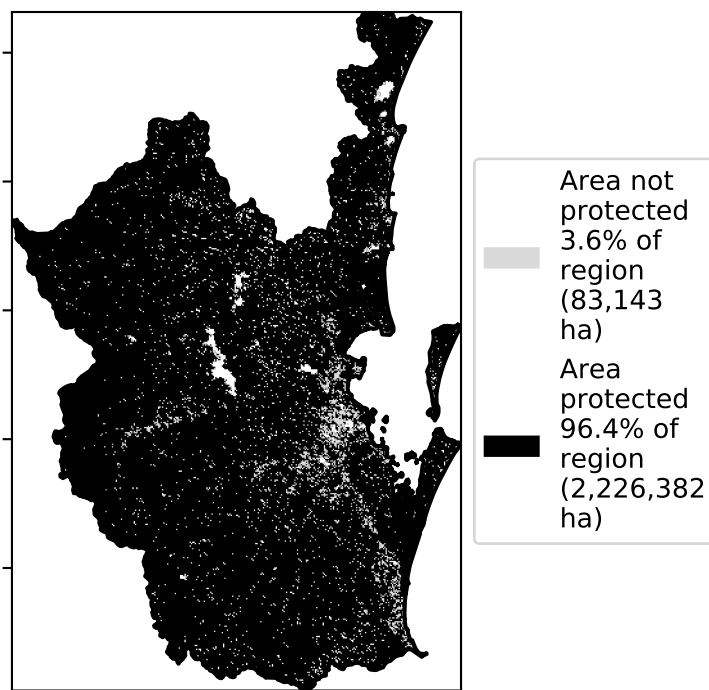 Area not
protected
3.6% of
region
(83,143
ha)
Area
protected
96.4% of
region
(2,226,382
ha)